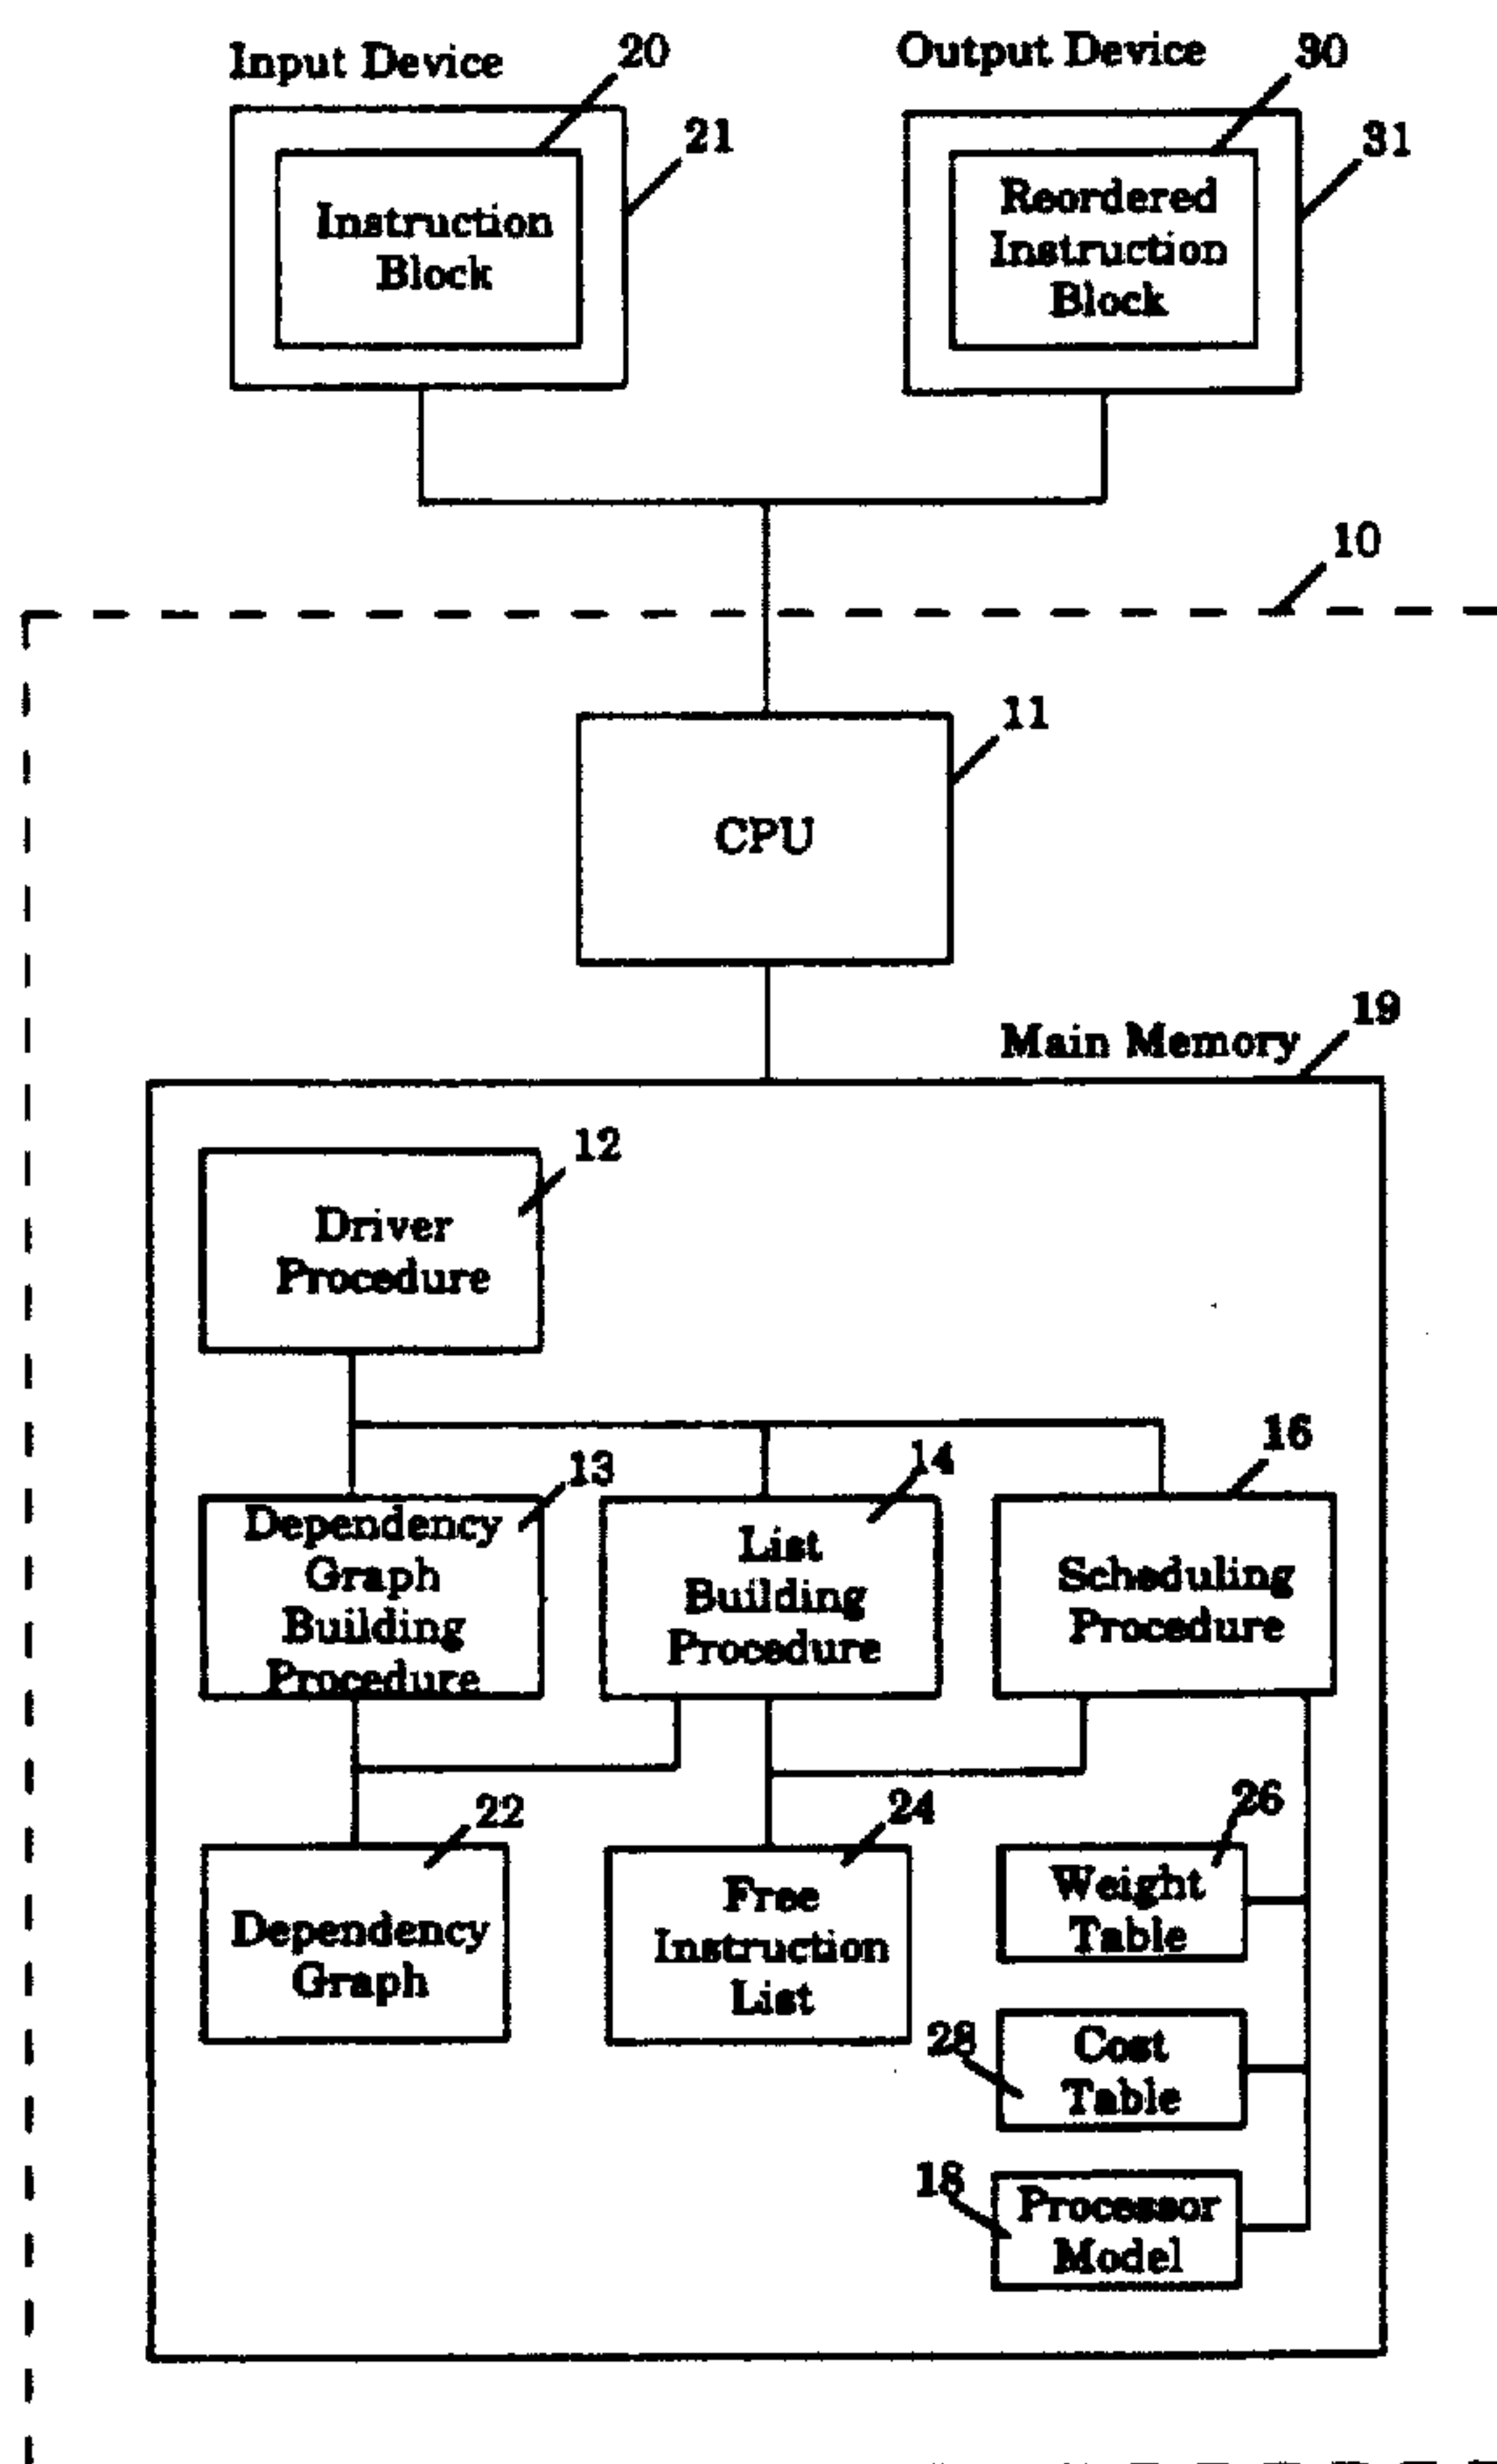 Input Device
20
Output Device
30
21
31
Instruction
Block
Reordered
Instruction
Block
10
11
CPU
Main Memory
19
12
Driver
Procedure
13
14
16
Dependency
Graph
Building
Procedure
List
Building
Procedure
Scheduling
Procedure
22
24
26
Dependency
Graph
Free
Instruction
List
Weight
Table
28
Cost
Table
18
Processor
Model